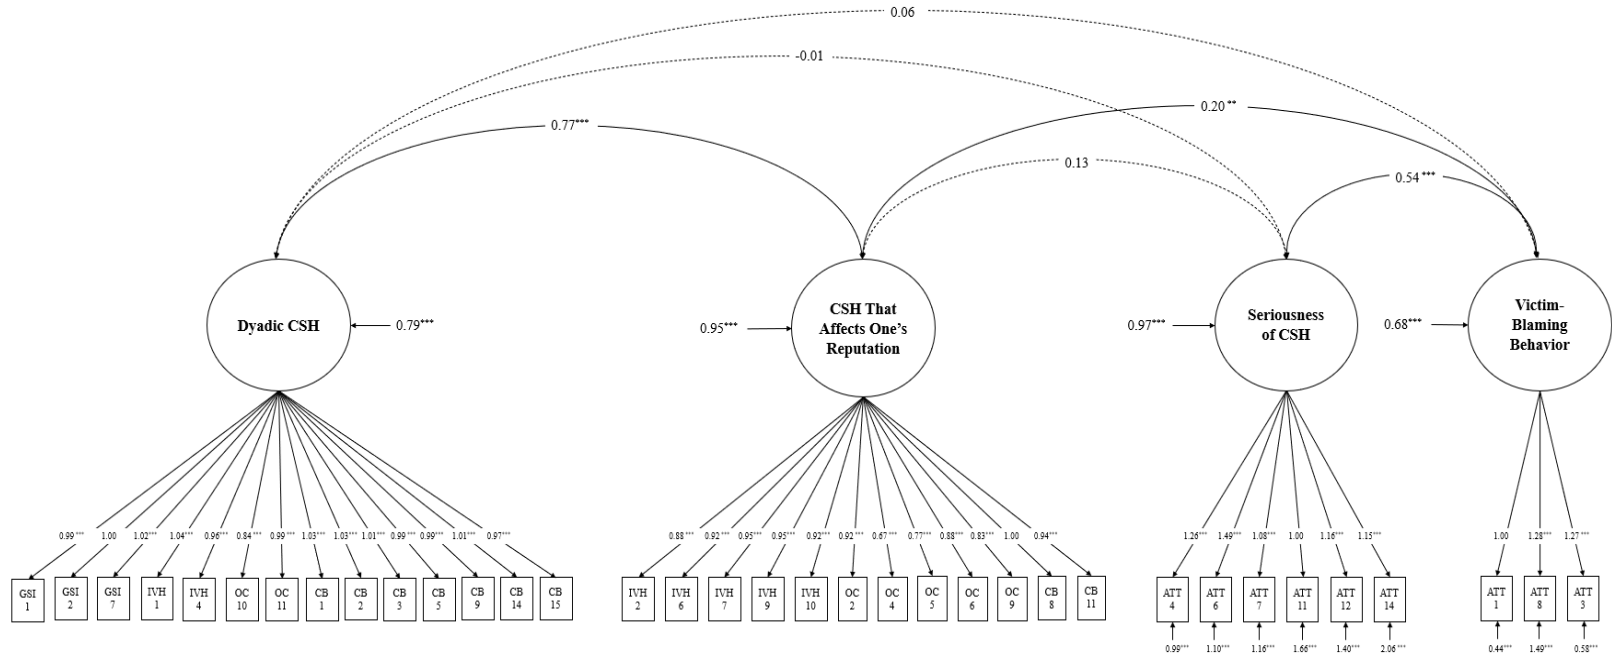 0.06
-0.01
0.20 **
0.77***
0.13
0.54 ***
Dyadic CSH
0.79***
0.95***
CSH That
Affects One’s
Reputation
0.97***
Seriousness
of CSH
0.68***
Victim-
Blaming
Behavior
0.99 *** 1.00 1.02*** 1.04*** 0.96*** 0.84 *** 0.99 *** 1.05*** 1.03*** 1.01*** 0.99 *** 0.99*** 1.01*** 0.97***
0.88 *** 0.92 *** 0.95*** 0.95*** 0.92*** 0.92 *** 0.67 *** 0.77*** 0.88*** 0.83*** 1.00 0.94***
1.26*** 1.49*** 1.08*** 1.00 1.16*** 1.15***
1.00 1.28*** 1.27 ***
GSI 1
GSI 2
GSI 7
IVH 1
IVH 4
OC 10
OC 11
CB 1
CB 2
CB 3
CB 5
CB 9
CB 14
CB 15
IVH 2
IVH 6
IVH 7
IVH 9
IVH 10
OC 2
OC 4
OC 5
OC 6
OC 9
CB 8
CB 11
ATT 4
ATT 6
ATT 7
ATT 11
ATT 12
ATT 14
ATT 1
ATT 8
ATT 3
0.99*** 1.10*** 1.16*** 1.66*** 1.40*** 2.06***
0.44*** 1.49*** 0.58***